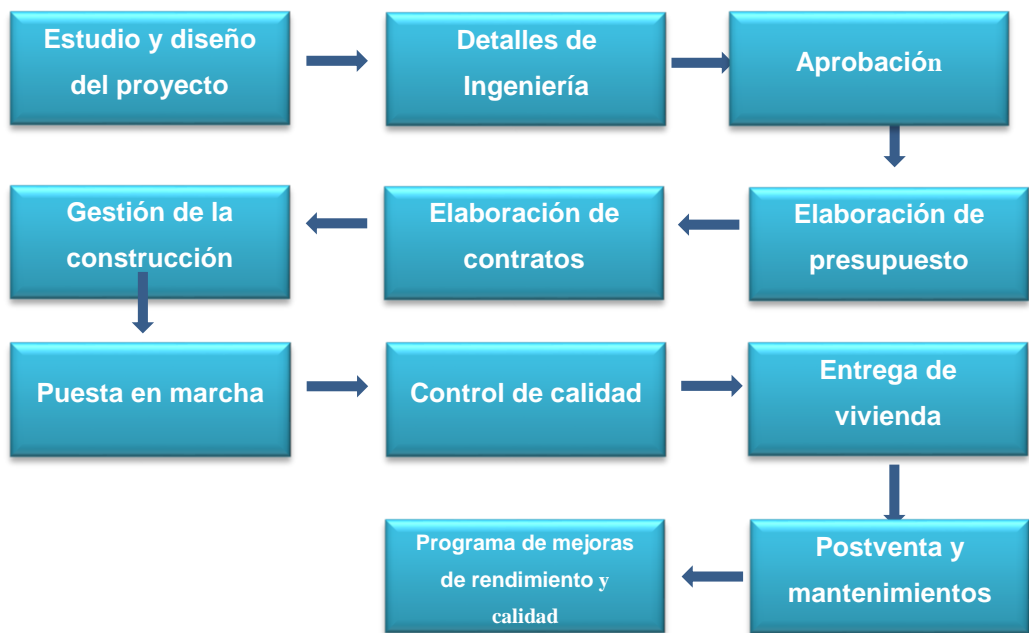 Estudio y diseño
del proyecto
Detalles de
Ingeniería
Aprobación
Gestión de la
construcción
Elaboración de
contratos
Elaboración de
presupuesto
Puesta en marcha
Control de calidad
Entrega de
vivienda
Programa de mejoras
de rendimiento y
calidad
Postventa y
mantenimientos